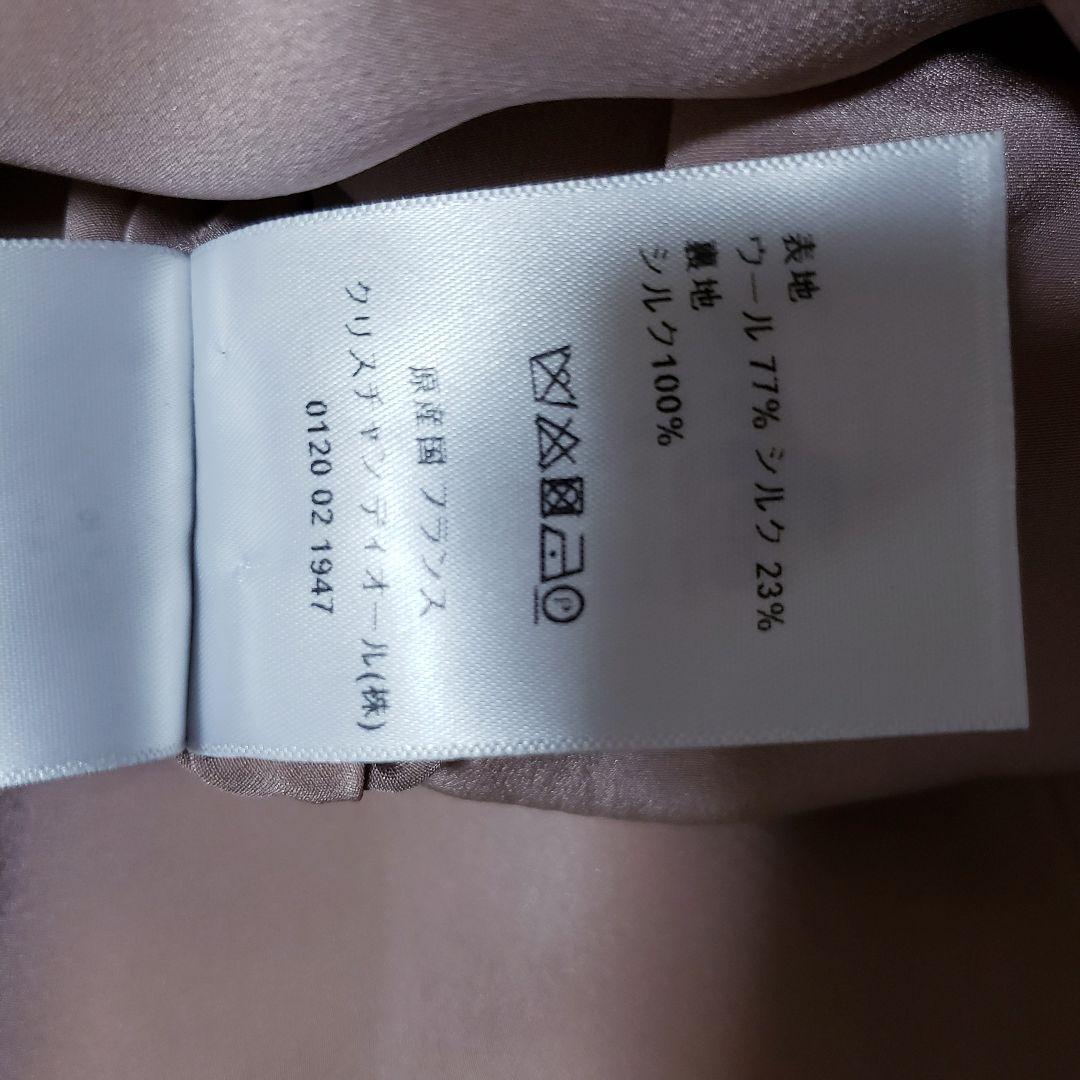 表地
ウール 77% シルク 23%
裏地
シルク100%
P
原産国 フランス
クリスチャンディオール(株)
0120 02 1947